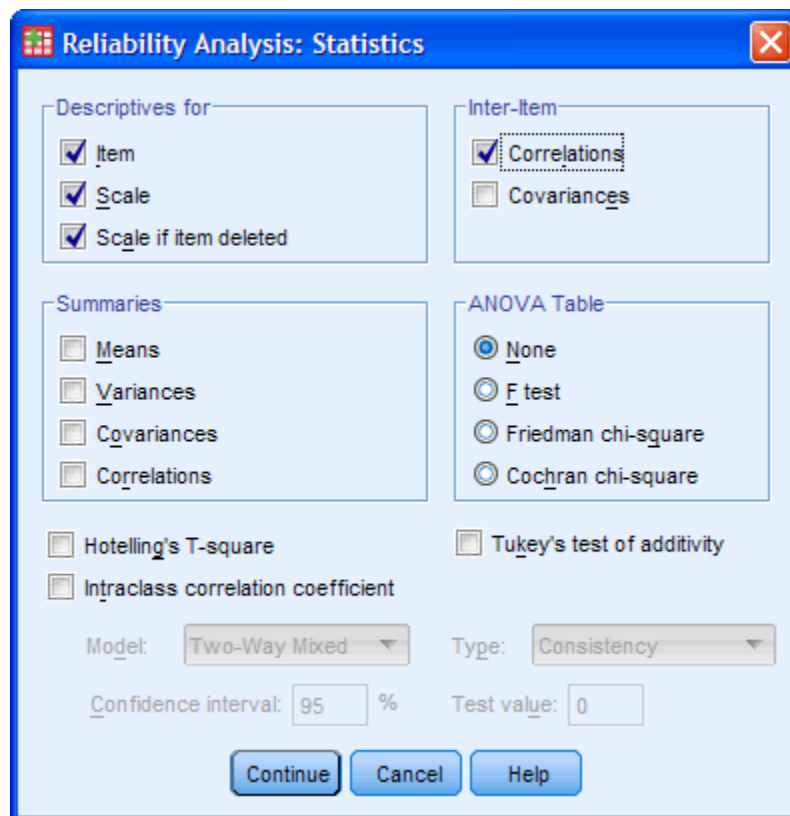 Reliability Analysis: Statistics
Descriptives for
Item
Scale
Scale if item deleted
Inter-Item
Correlations
Covariances
Summaries
Means
Variances
Covariances
Correlations
ANOVA Table
None
F test
Friedman chi-square
Cochran chi-square
Hotelling's T-square
Tukey's test of additivity
Intraclass correlation coefficient
Model: Two-Way Mixed
Type: Consistency
Confidence interval: 95 %
Test value: 0
Continue
Cancel
Help